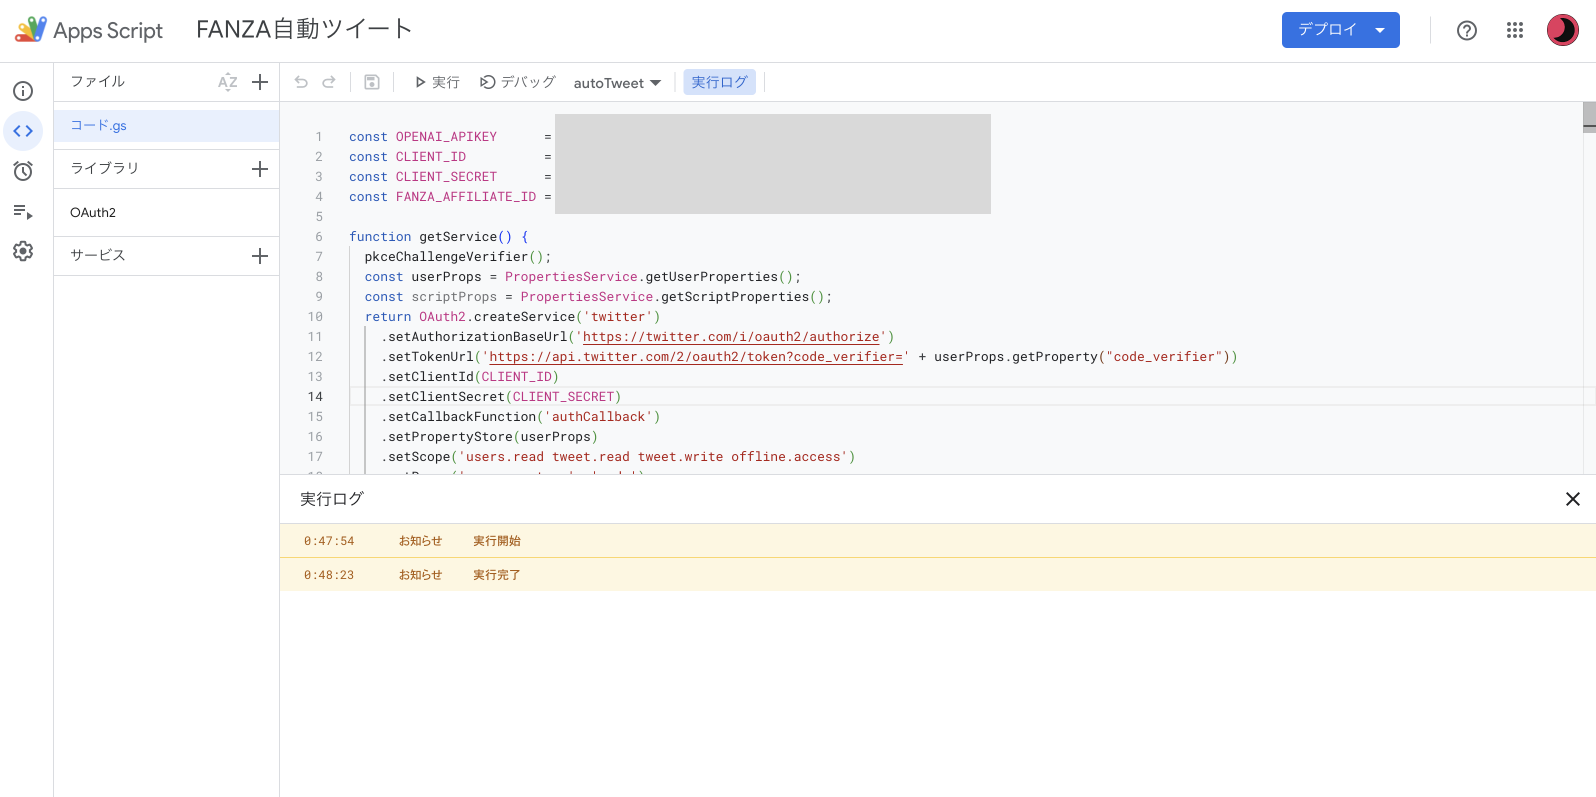 Apps Script
FANZA自動ツイート
デプロイ
ファイル
AZ
実行
デバッグ
autoTweet
実行ログ
コード.gs
ライブラリ
OAuth2
サービス
1 const OPENAI_APIKEY =
2 const CLIENT_ID =
3 const CLIENT_SECRET =
4 const FANZA_AFFILIATE_ID =
5
6 function getService() {
7 pkceChallengeVerifier();
8 const userProps = PropertiesService.getUserProperties();
9 const scriptProps = PropertiesService.getScriptProperties();
10 return OAuth2.createService('twitter')
11 .setAuthorizationBaseUrl('https://twitter.com/i/oauth2/authorize')
12 .setTokenUrl('https://api.twitter.com/2/oauth2/token?code_verifier=' + userProps.getProperty("code_verifier"))
13 .setClientId(CLIENT_ID)
14 .setClientSecret(CLIENT_SECRET)
15 .setCallbackFunction('authCallback')
16 .setPropertyStore(userProps)
17 .setScope('users.read tweet.read tweet.write offline.access')
実行ログ
0:47:54 お知らせ 実行開始
0:48:23 お知らせ 実行完了